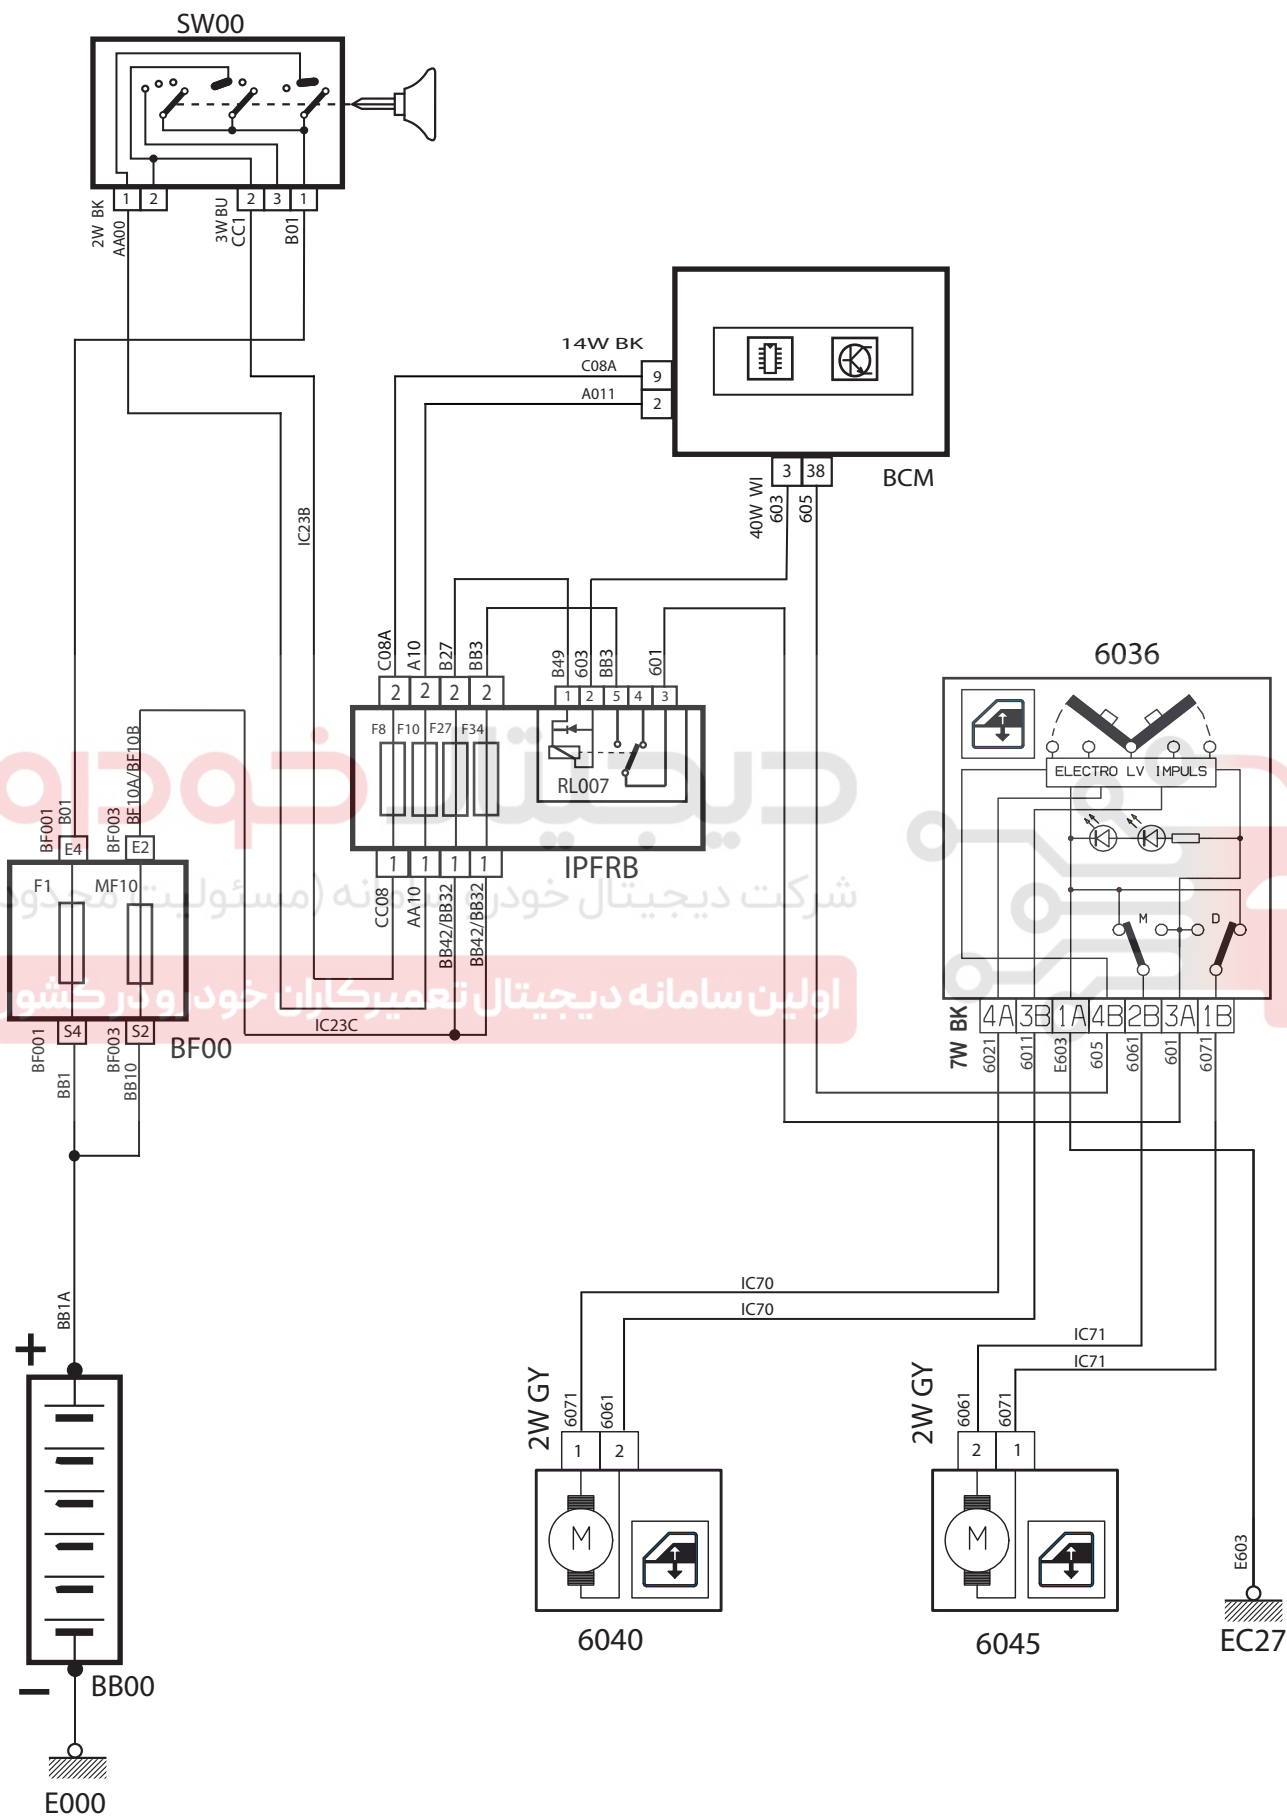 SW00
1
2
2
3
1
2W BK
AA00
3W BU
CC1
B01
BCM
14W BK
C08A
A011
9
2
3
38
40W WI
603
605
IC23B
C08A
A10
B27
BB3
B49
603
BB3
601
2
2
2
2
1
2
5
4
3
F8
F10
F27
F34
RL007
IPFRB
1
1
1
1
CC08
AA10
BB42/BB32
BB42/BB32
IC23C
BF001
B01
BF003
BF10A/BF10B
E4
E2
F1
MF10
BF00
S4
S2
BF001
BB1
BF003
BB10
BB1A
+
BB00
−
E000
6036
ELECTRO LV IMPULS
M
D
7W BK
4A
3B
1A
4B
2B
3A
1B
6021
6011
E603
605
6061
601
6071
IC70
IC70
IC71
IC71
2W GY
6071
6061
1
2
M
6040
2W GY
6061
6071
2
1
M
6045
E603
EC27
دیجیتال خودرو
شرکت دیجیتال خودرو سامانه (مسئولیت محدود
اولین سامانه دیجیتال تعمیرکاران خودرو در کشور